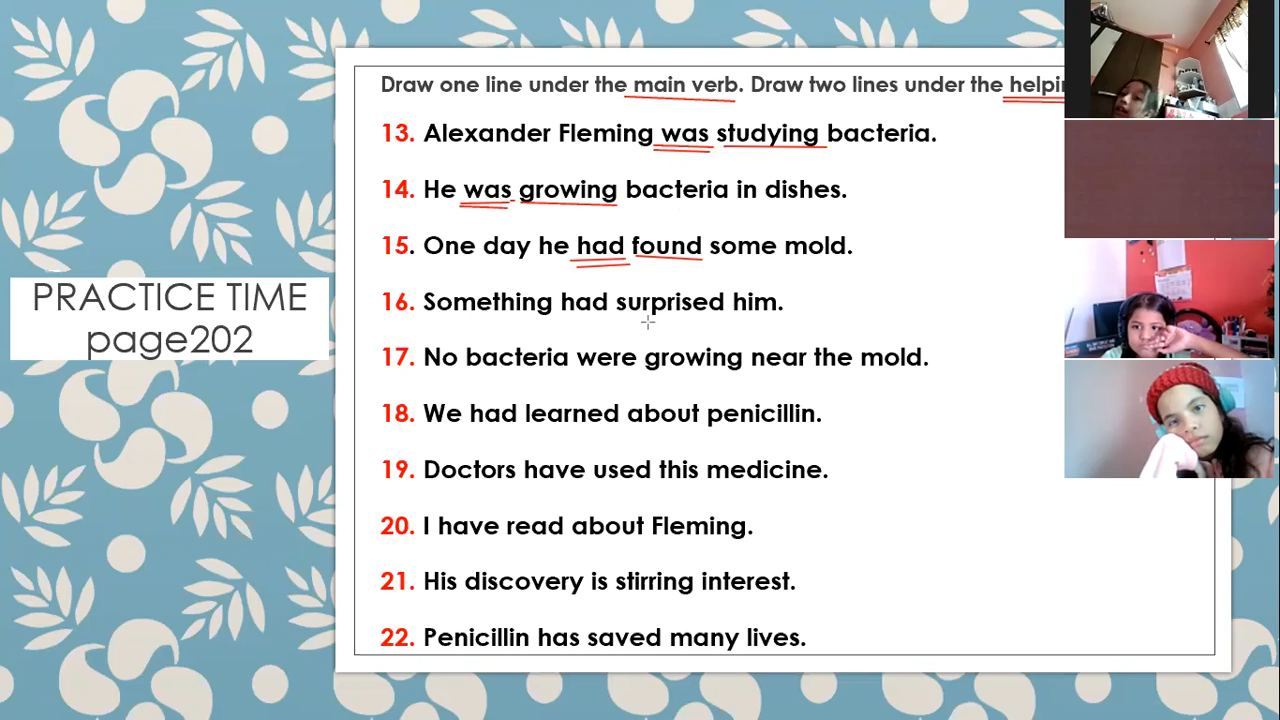 PRACTICE TIME
page202
Draw one line under the main verb. Draw two lines under the
13. Alexander Fleming was studying bacteria.
14. He was growing bacteria in dishes.
15. One day he had found some mold.
16. Something had surprised him.
17. No bacteria were growing near the mold.
18. We had learned about penicillin.
19. Doctors have used this medicine.
20. I have read about Fleming.
21. His discovery is stirring interest.
22. Penicillin has saved many lives.